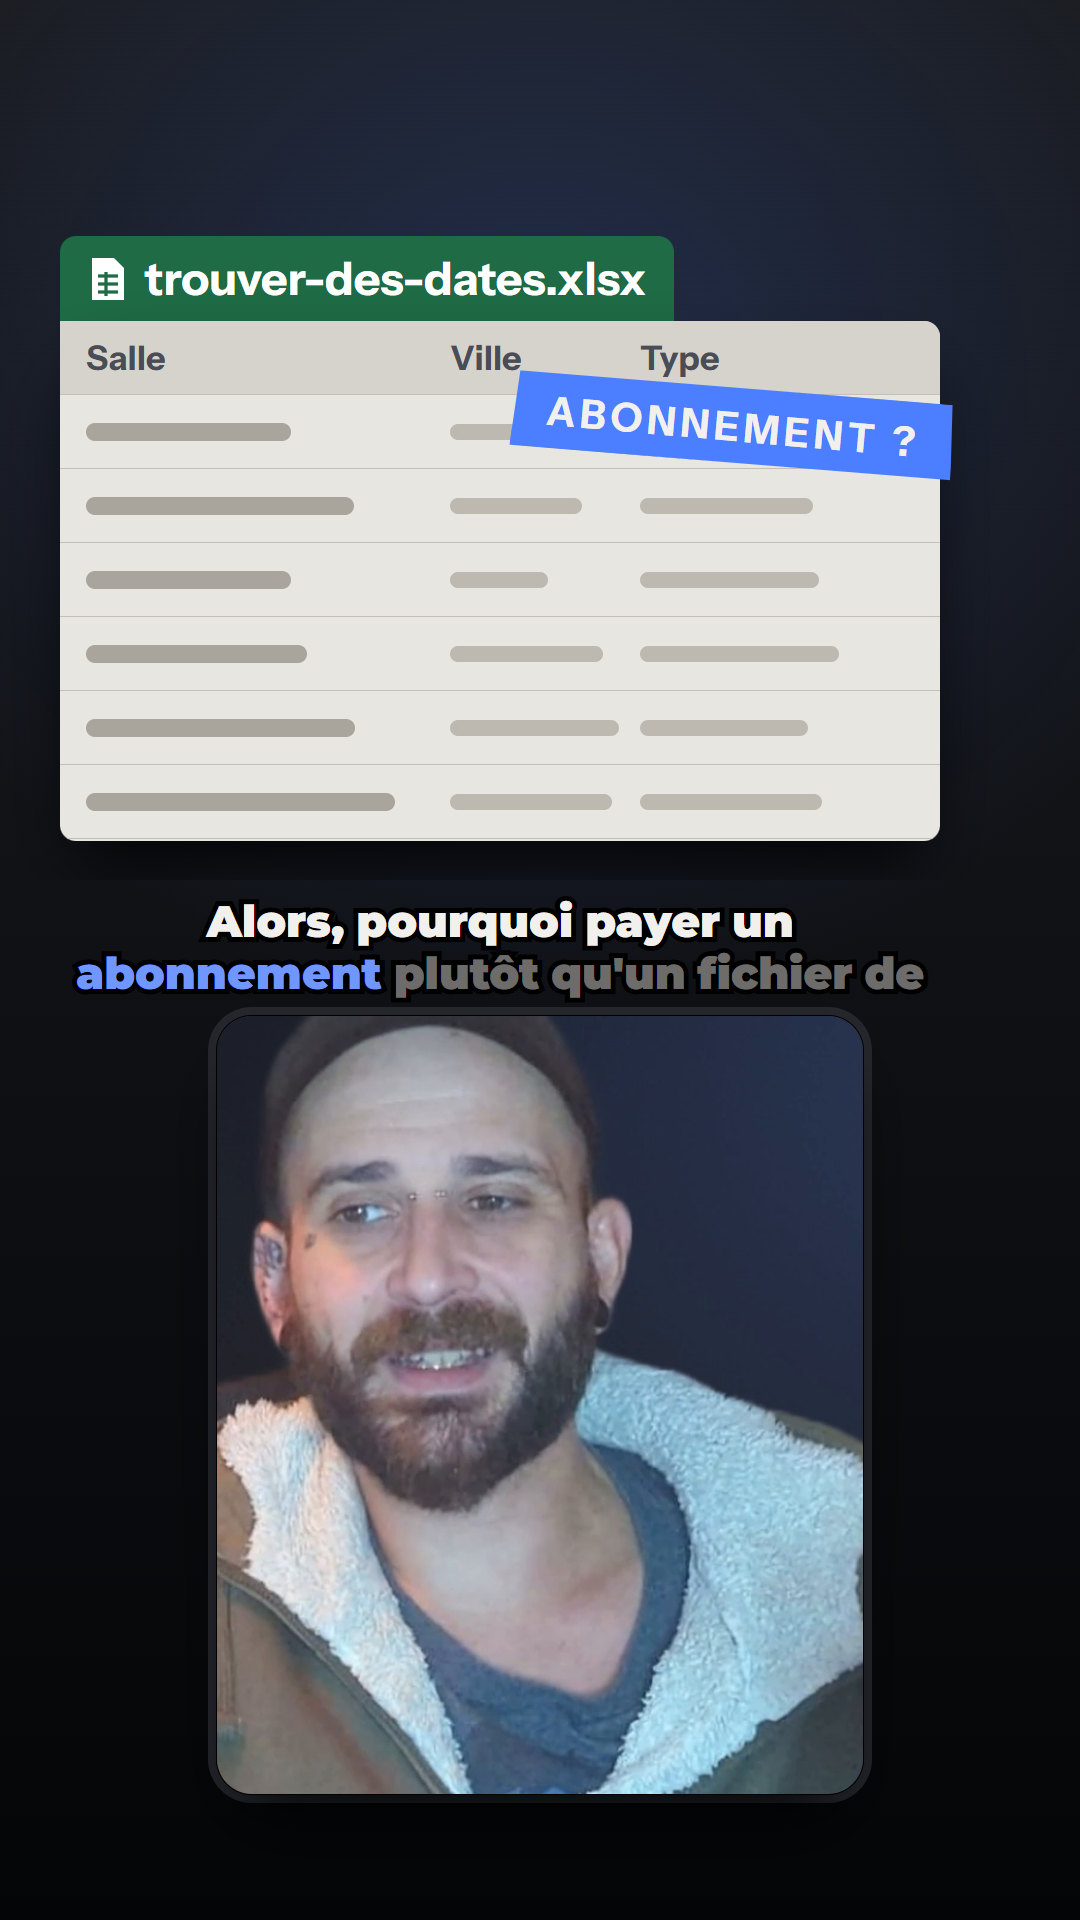 trouver-des-dates.xlsx
Salle Ville Type
ABONNEMENT ?
Alors, pourquoi payer un
abonnement plutôt qu'un fichier de